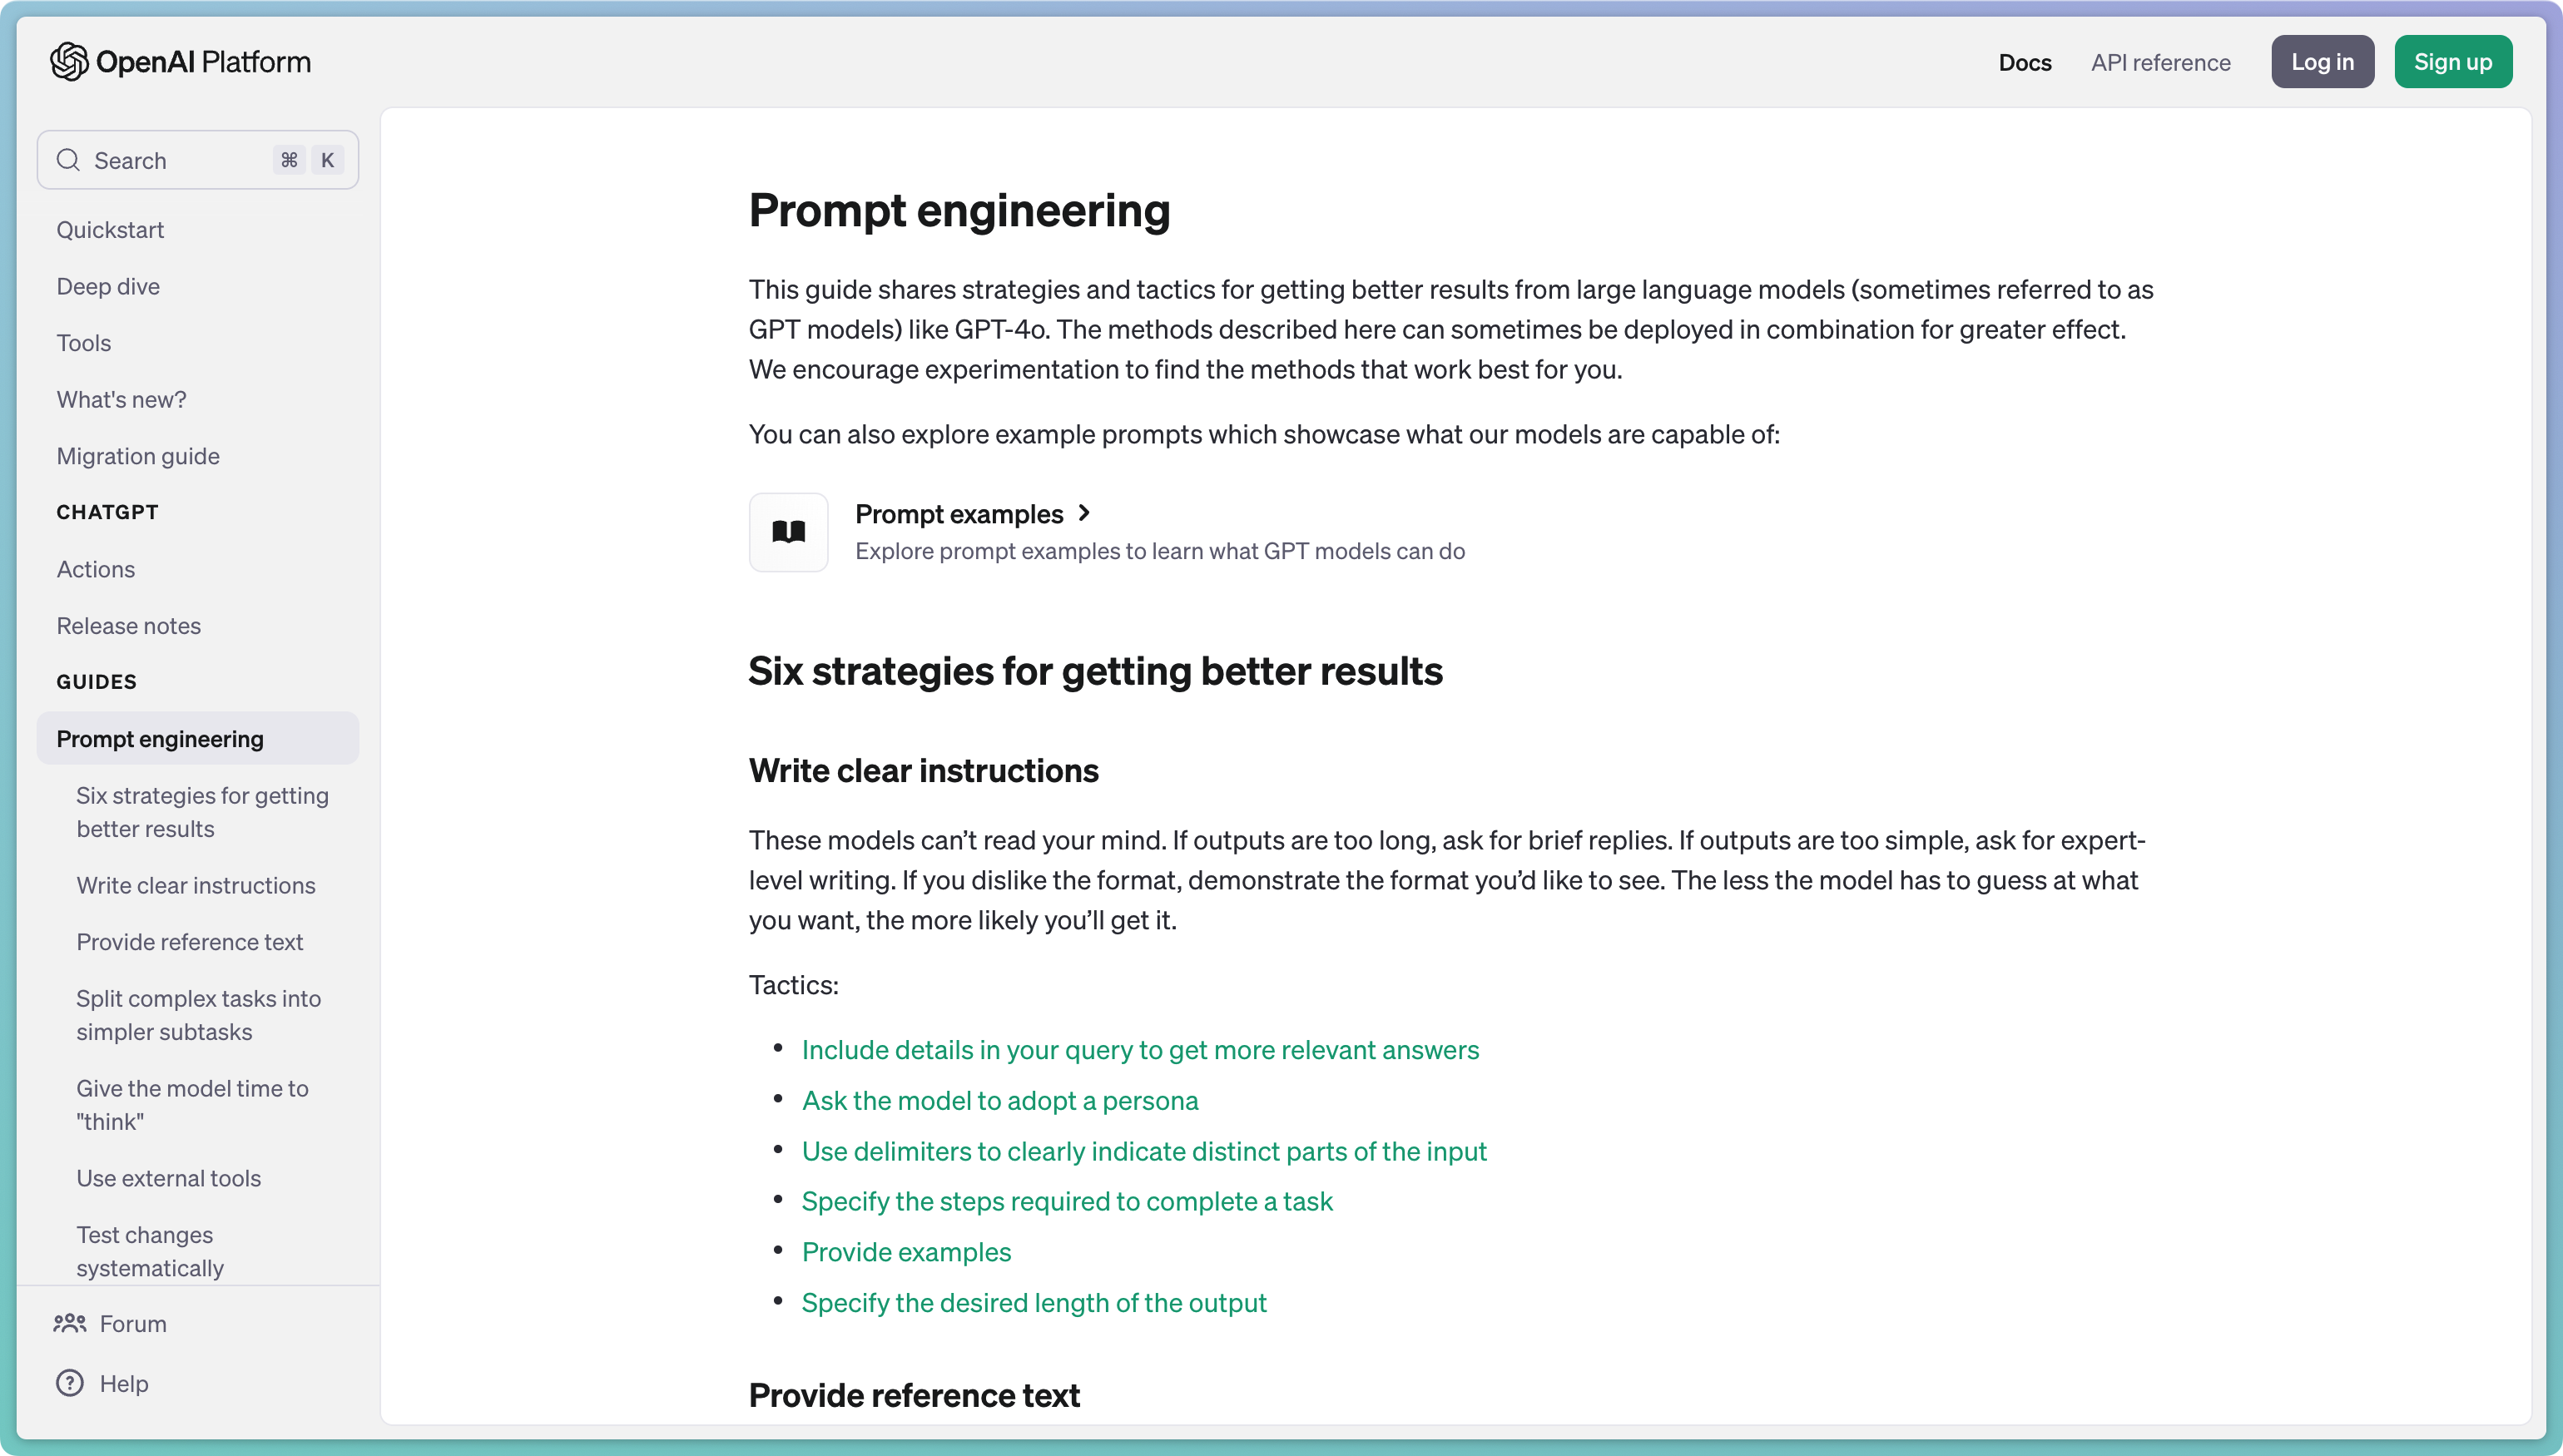 OpenAI Platform
Docs
API reference
Log in
Sign up
Search
⌘ K
Quickstart
Deep dive
Tools
What's new?
Migration guide
CHATGPT
Actions
Release notes
GUIDES
Prompt engineering
Six strategies for getting
better results
Write clear instructions
Provide reference text
Split complex tasks into
simpler subtasks
Give the model time to
"think"
Use external tools
Test changes
systematically
Forum
Help
Prompt engineering
This guide shares strategies and tactics for getting better results from large language models (sometimes referred to as
GPT models) like GPT-4o. The methods described here can sometimes be deployed in combination for greater effect.
We encourage experimentation to find the methods that work best for you.
You can also explore example prompts which showcase what our models are capable of:
Prompt examples
Explore prompt examples to learn what GPT models can do
Six strategies for getting better results
Write clear instructions
These models can’t read your mind. If outputs are too long, ask for brief replies. If outputs are too simple, ask for expert-
level writing. If you dislike the format, demonstrate the format you’d like to see. The less the model has to guess at what
you want, the more likely you’ll get it.
Tactics:
• Include details in your query to get more relevant answers
• Ask the model to adopt a persona
• Use delimiters to clearly indicate distinct parts of the input
• Specify the steps required to complete a task
• Provide examples
• Specify the desired length of the output
Provide reference text